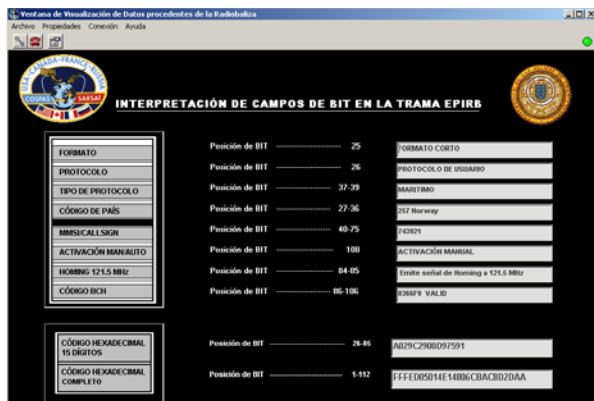 Ventana de Visualización de Datos procedentes de la Radiobaliza
Archivo Propiedades Conexión Ayuda
USA-CANADA-FRANCE-RUSSIA
COSPAS SARSAT
INTERPRETACIÓN DE CAMPOS DE BIT EN LA TRAMA EPIRB
FORMATO Posición de BIT ---------------------- 25 FORMATO CORTO
PROTOCOLO Posición de BIT ---------------------- 26 PROTOCOLO DE USUARIO
TIPO DE PROTOCOLO Posición de BIT ------------------- 37-39 MARITIMO
CÓDIGO DE PAÍS Posición de BIT ------------------- 27-36 257 Norway
MMSI/CALLSIGN Posición de BIT ------------------- 40-75 743921
ACTIVACIÓN MAN/AUTO Posición de BIT ---------------------- 108 ACTIVACIÓN MANUAL
HOMING 121.5 MHz Posición de BIT ------------------- 84-85 Emite señal de Homing a 121.5 MHz
CÓDIGO BCH Posición de BIT ------------------- 86-106 0366F9 VALID
CÓDIGO HEXADECIMAL
15 DÍGITOS Posición de BIT ------------------------- 26-85 A029C2900D97591
CÓDIGO HEXADECIMAL
COMPLETO Posición de BIT ------------------------- 1-112